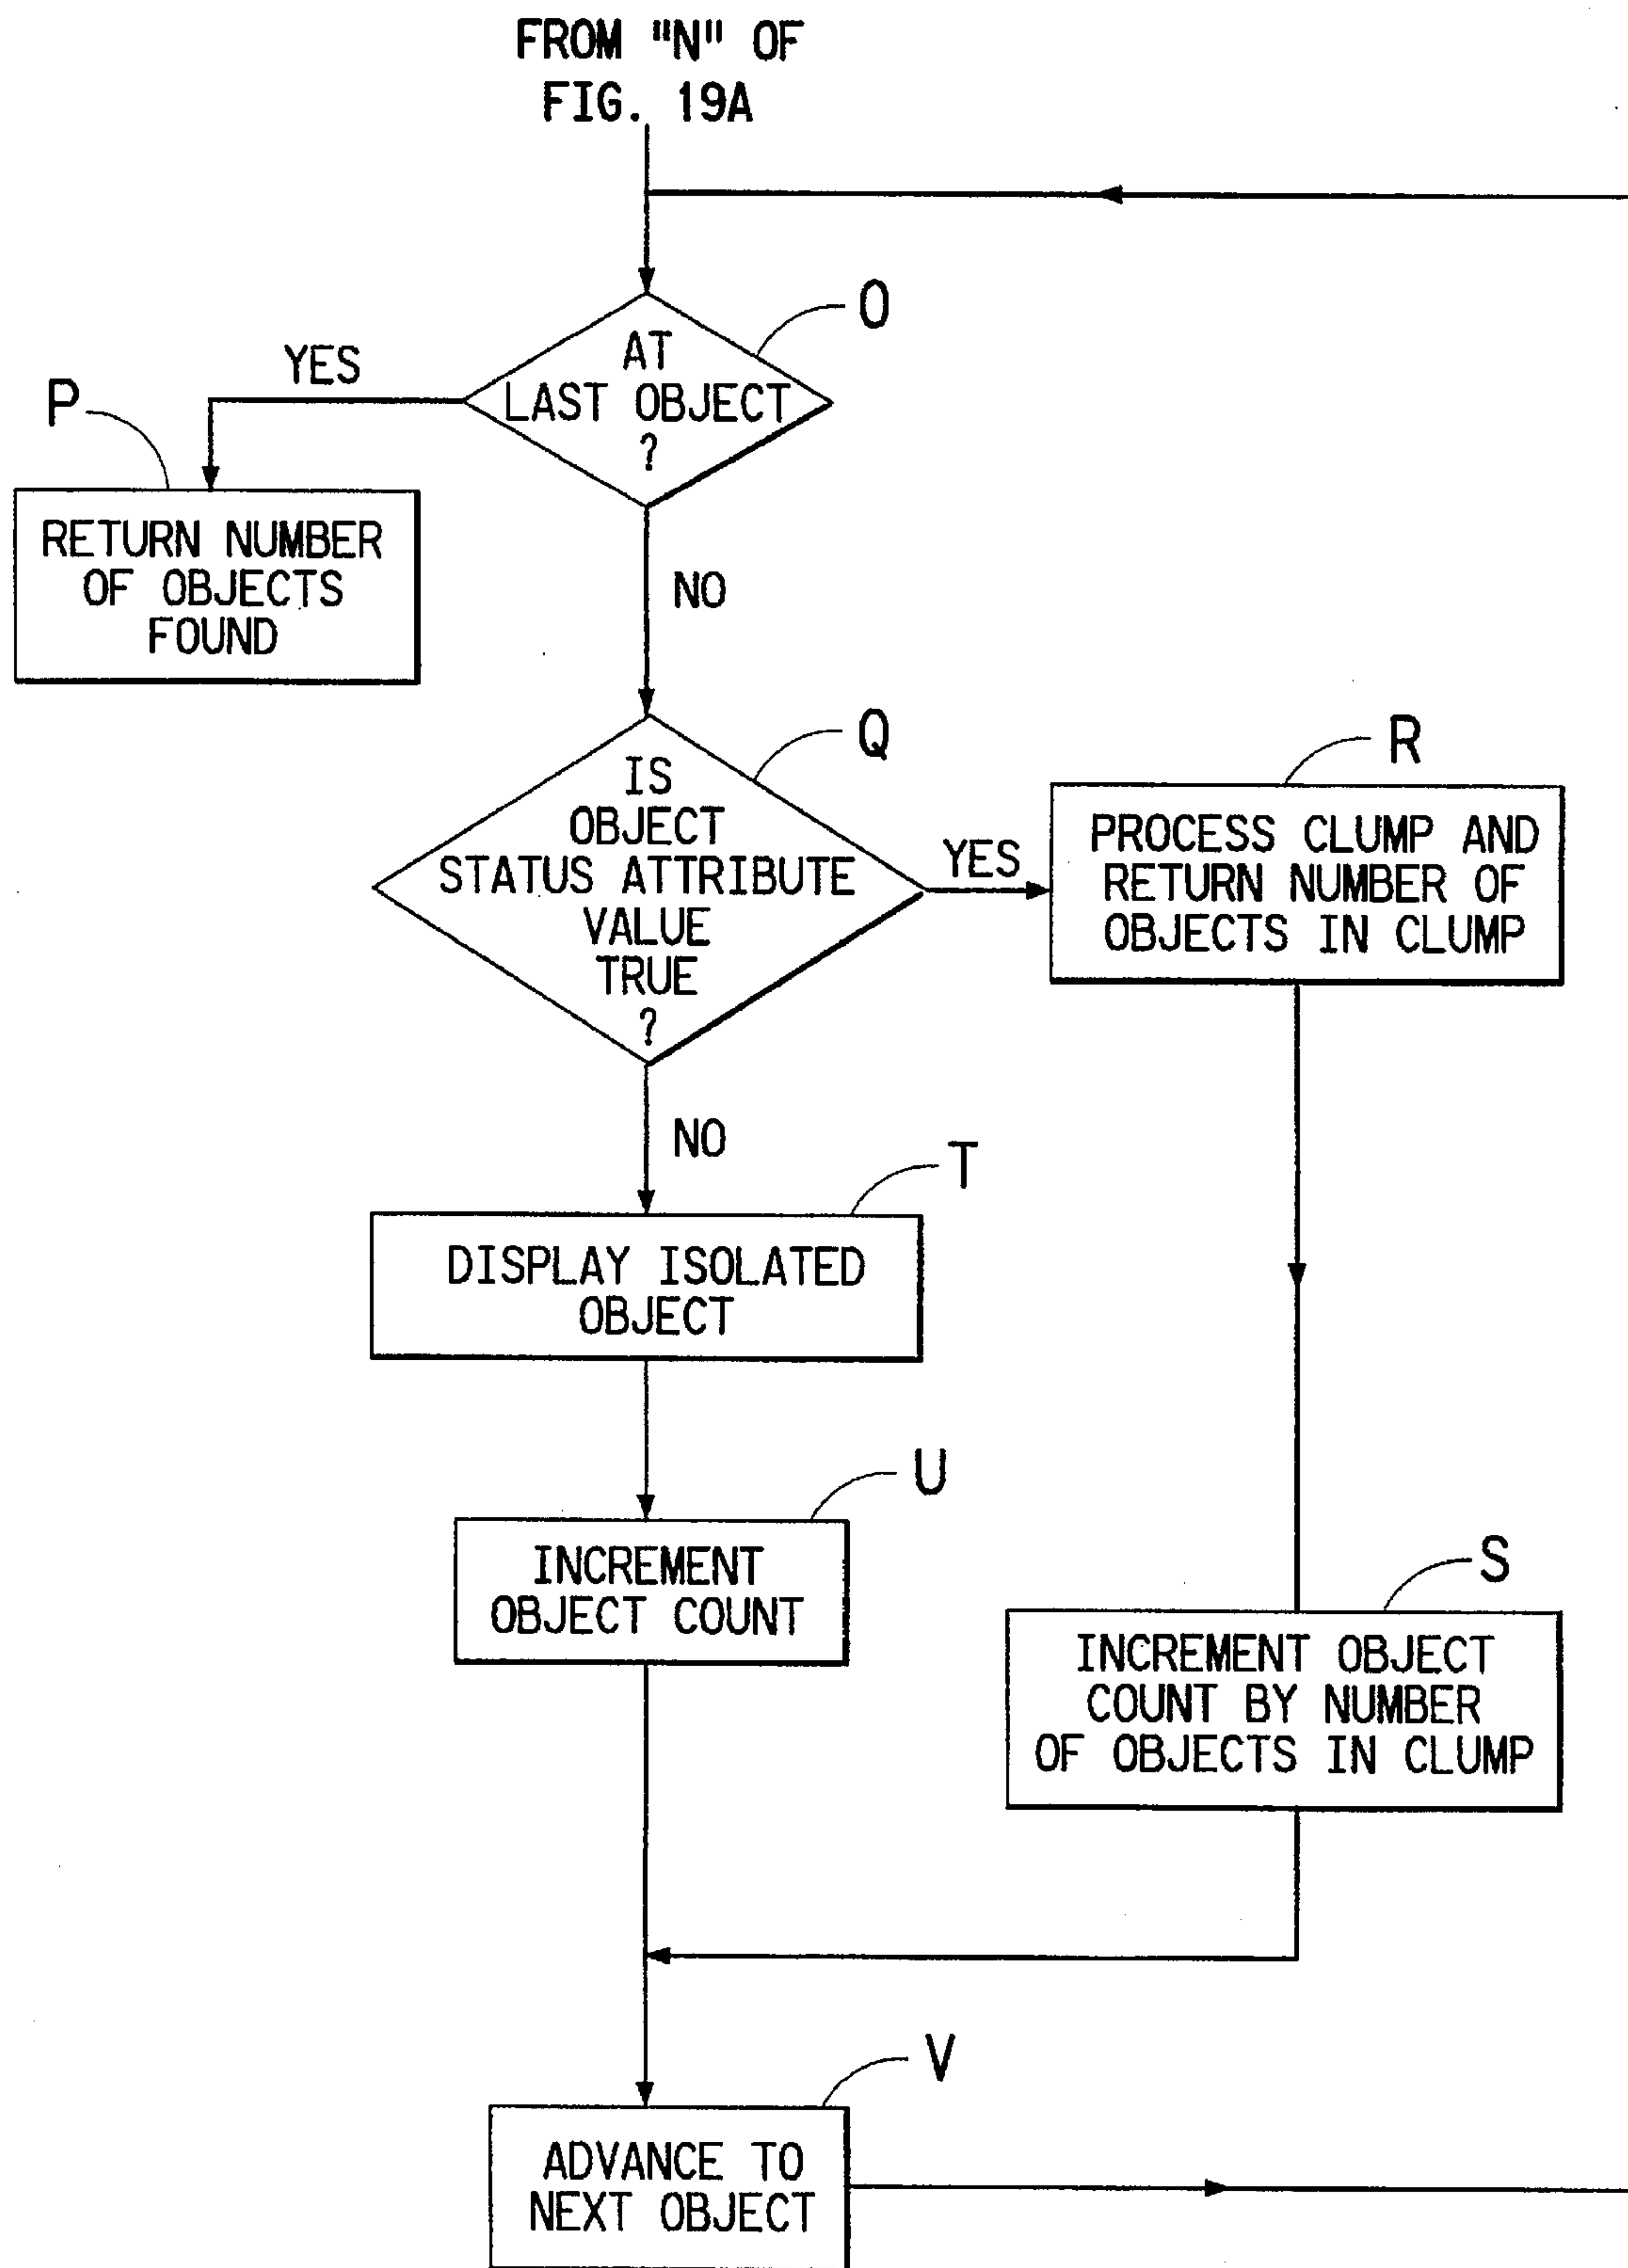 FROM "N" OF
FIG. 19A
O
AT
LAST OBJECT
?
YES
P
RETURN NUMBER
OF OBJECTS
FOUND
NO
Q
IS
OBJECT
STATUS ATTRIBUTE
VALUE
TRUE
?
YES
R
PROCESS CLUMP AND
RETURN NUMBER OF
OBJECTS IN CLUMP
NO
T
DISPLAY ISOLATED
OBJECT
U
INCREMENT
OBJECT COUNT
S
INCREMENT OBJECT
COUNT BY NUMBER
OF OBJECTS IN CLUMP
V
ADVANCE TO
NEXT OBJECT